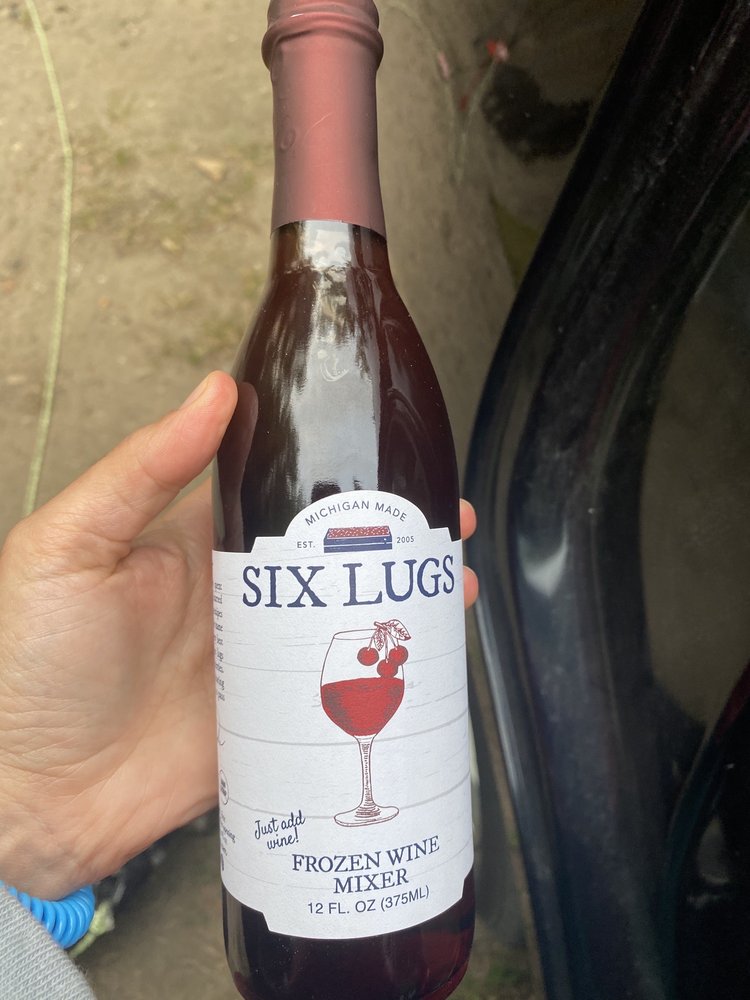 MICHIGAN MADE
EST. 2005
SIX LUGS
Just add
wine!
FROZEN WINE
MIXER
12 FL. OZ (375ML)